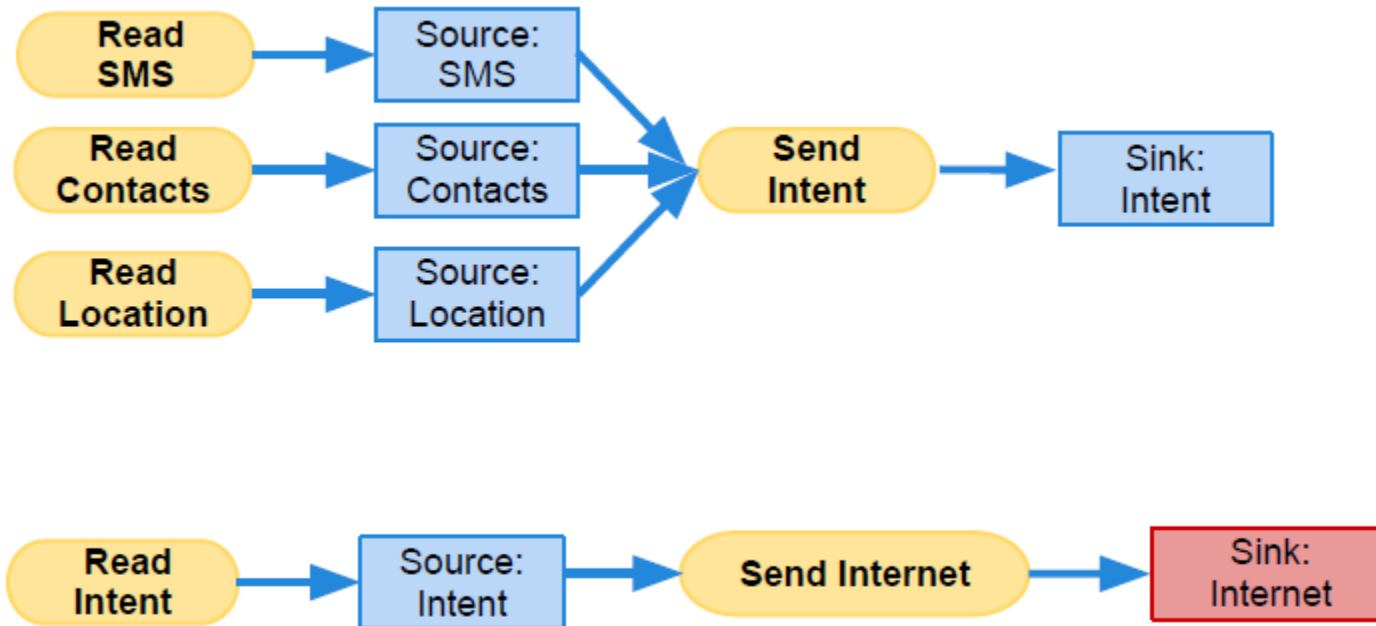 Read
SMS
Source:
SMS
Read
Contacts
Source:
Contacts
Send
Intent
Sink:
Intent
Read
Location
Source:
Location
Read
Intent
Source:
Intent
Send Internet
Sink:
Internet